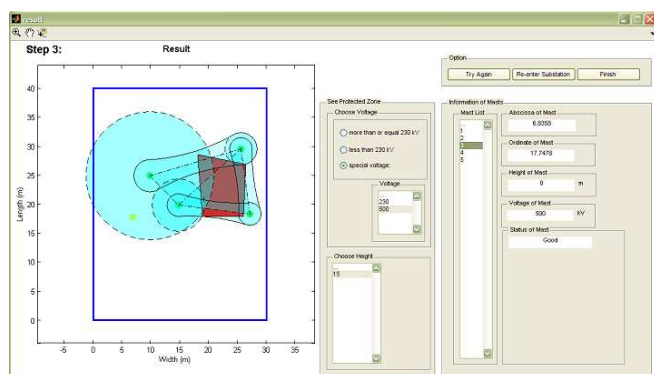 result
Step 3:
Result
Option
Try Again
Re-enter Substation
Finish
See Protected Zone
Choose Voltage
more than or equal 230 kV
less than 230 kV
special voltage:
Voltage
...
230
500
Choose Height
...
15
Information of Masts
Mast List
...
1
2
3
4
5
Abscissa of Mast
6.8358
Ordinate of Mast
17.7478
Height of Mast
0
m
Voltage of Mast
500
kV
Status of Mast
Good
40
35
30
25
20
15
10
5
0
Length (m)
-5
0
5
10
15
20
25
30
35
Width (m)